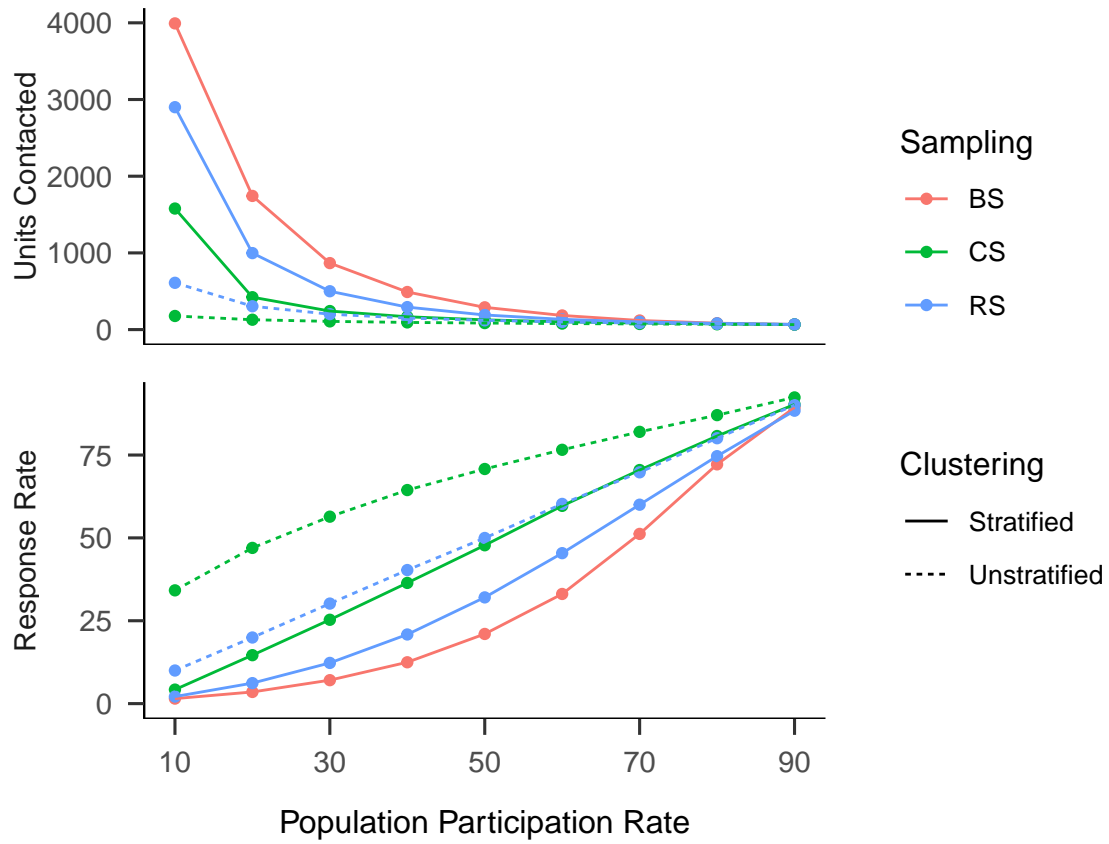 Units Contacted
4000
3000
2000
1000
0
Response Rate
75
50
25
0
10 30 50 70 90
Population Participation Rate
Sampling
BS
CS
RS
Clustering
Stratified
Unstratified